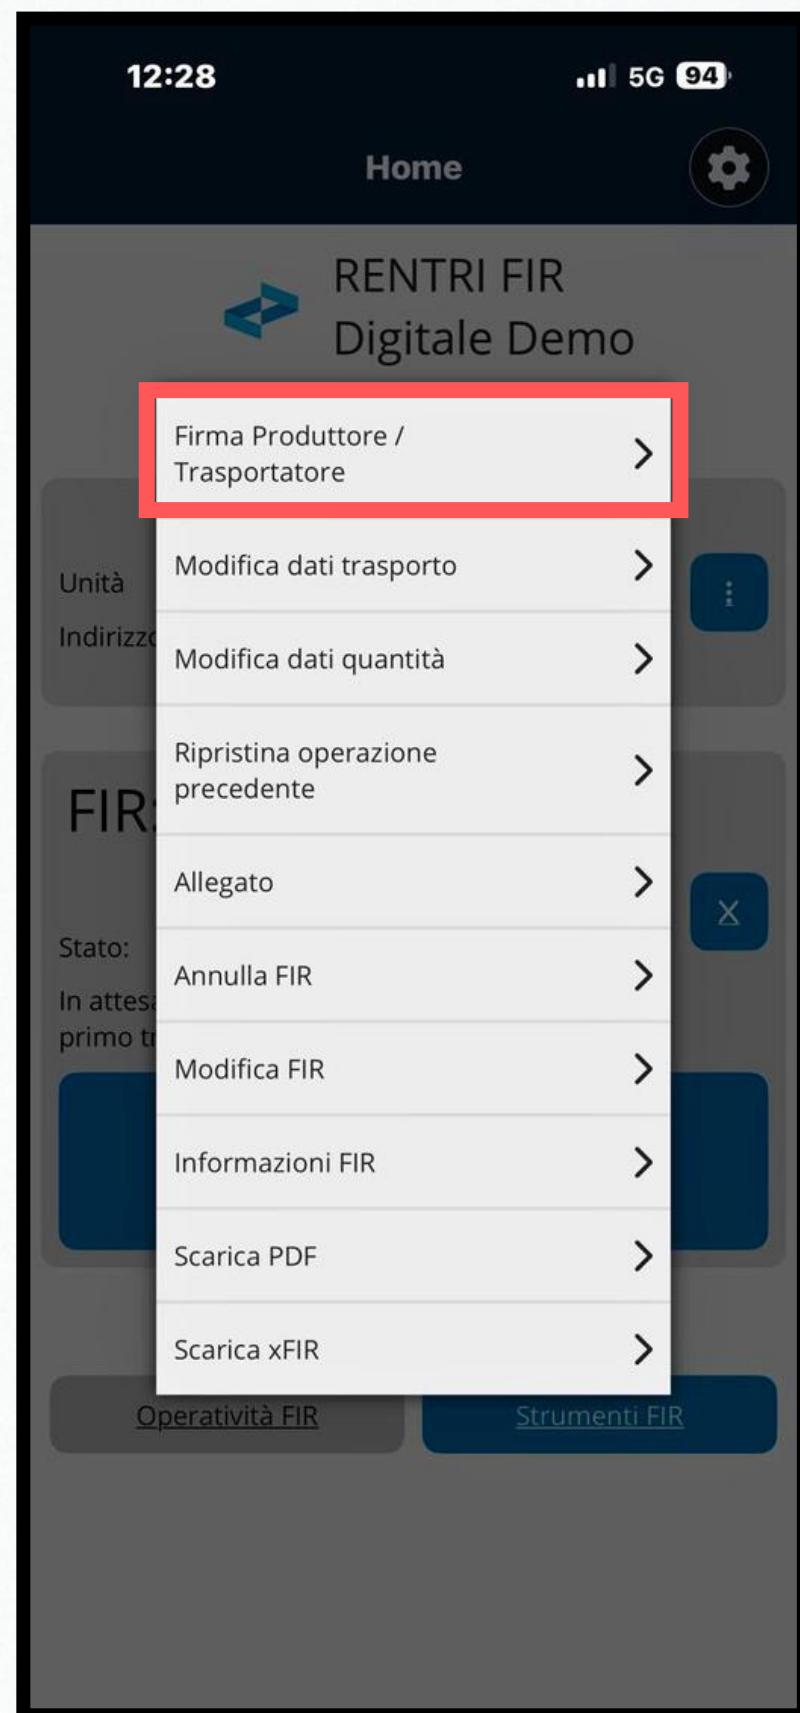 12:28
5G 94
Home
RENTRI FIR
Digitale Demo
Firma Produttore /
Trasportatore
Modifica dati trasporto
Unità
Indirizzo
Modifica dati quantità
Ripristina operazione
precedente
FIR:
Allegato
Stato:
Annulla FIR
In attesa
primo
Modifica FIR
Informazioni FIR
Scarica PDF
Scarica xFIR
Operatività FIR
Strumenti FIR